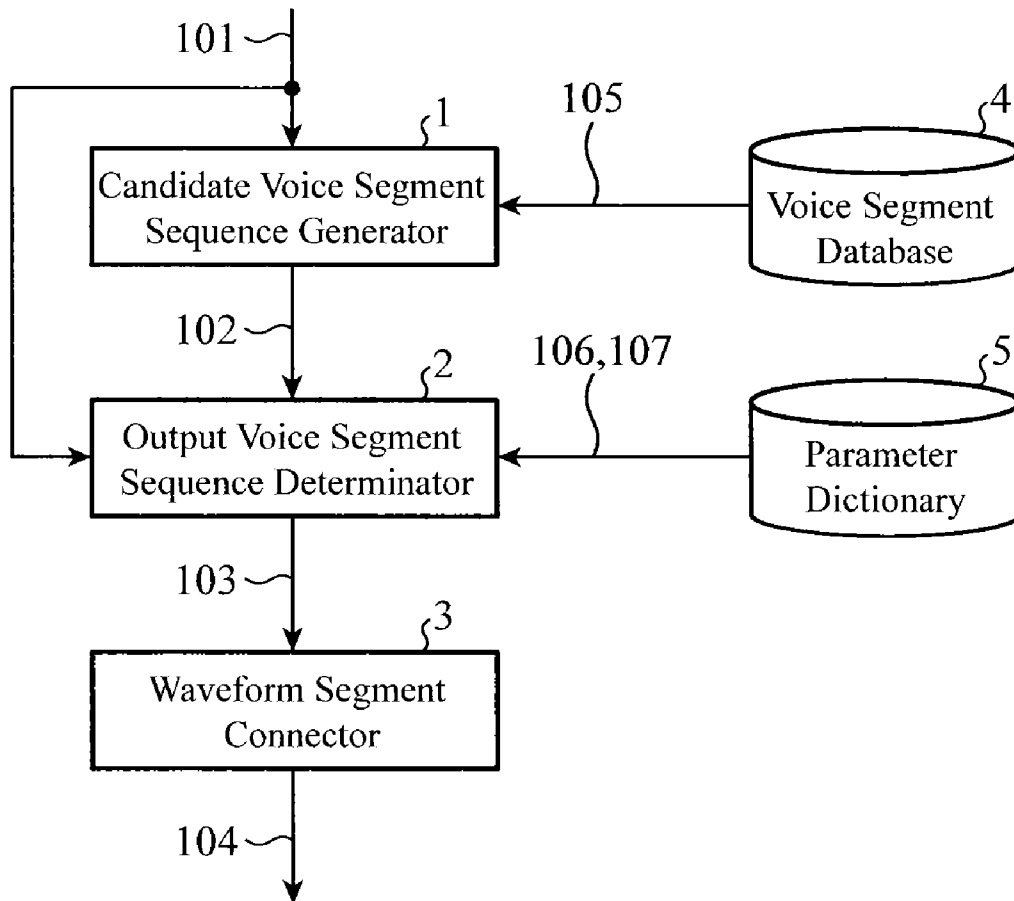 101
1
105
4
Candidate Voice Segment
Sequence Generator
Voice Segment
Database
102
2
106,107
5
Output Voice Segment
Sequence Determinator
Parameter
Dictionary
103
3
Waveform Segment
Connector
104